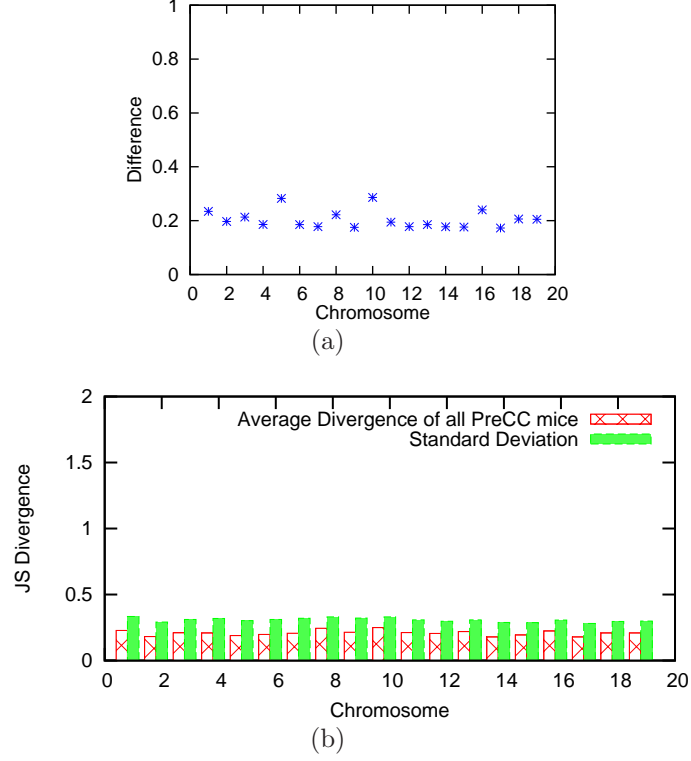 1
0.8
0.6
0.4
0.2
0
Difference
0 2 4 6 8 10 12 14 16 18 20
Chromosome
(a)
2
1.5
1
0.5
0
JS Divergence
Average Divergence of all PreCC mice
Standard Deviation
0 2 4 6 8 10 12 14 16 18 20
Chromosome
(b)